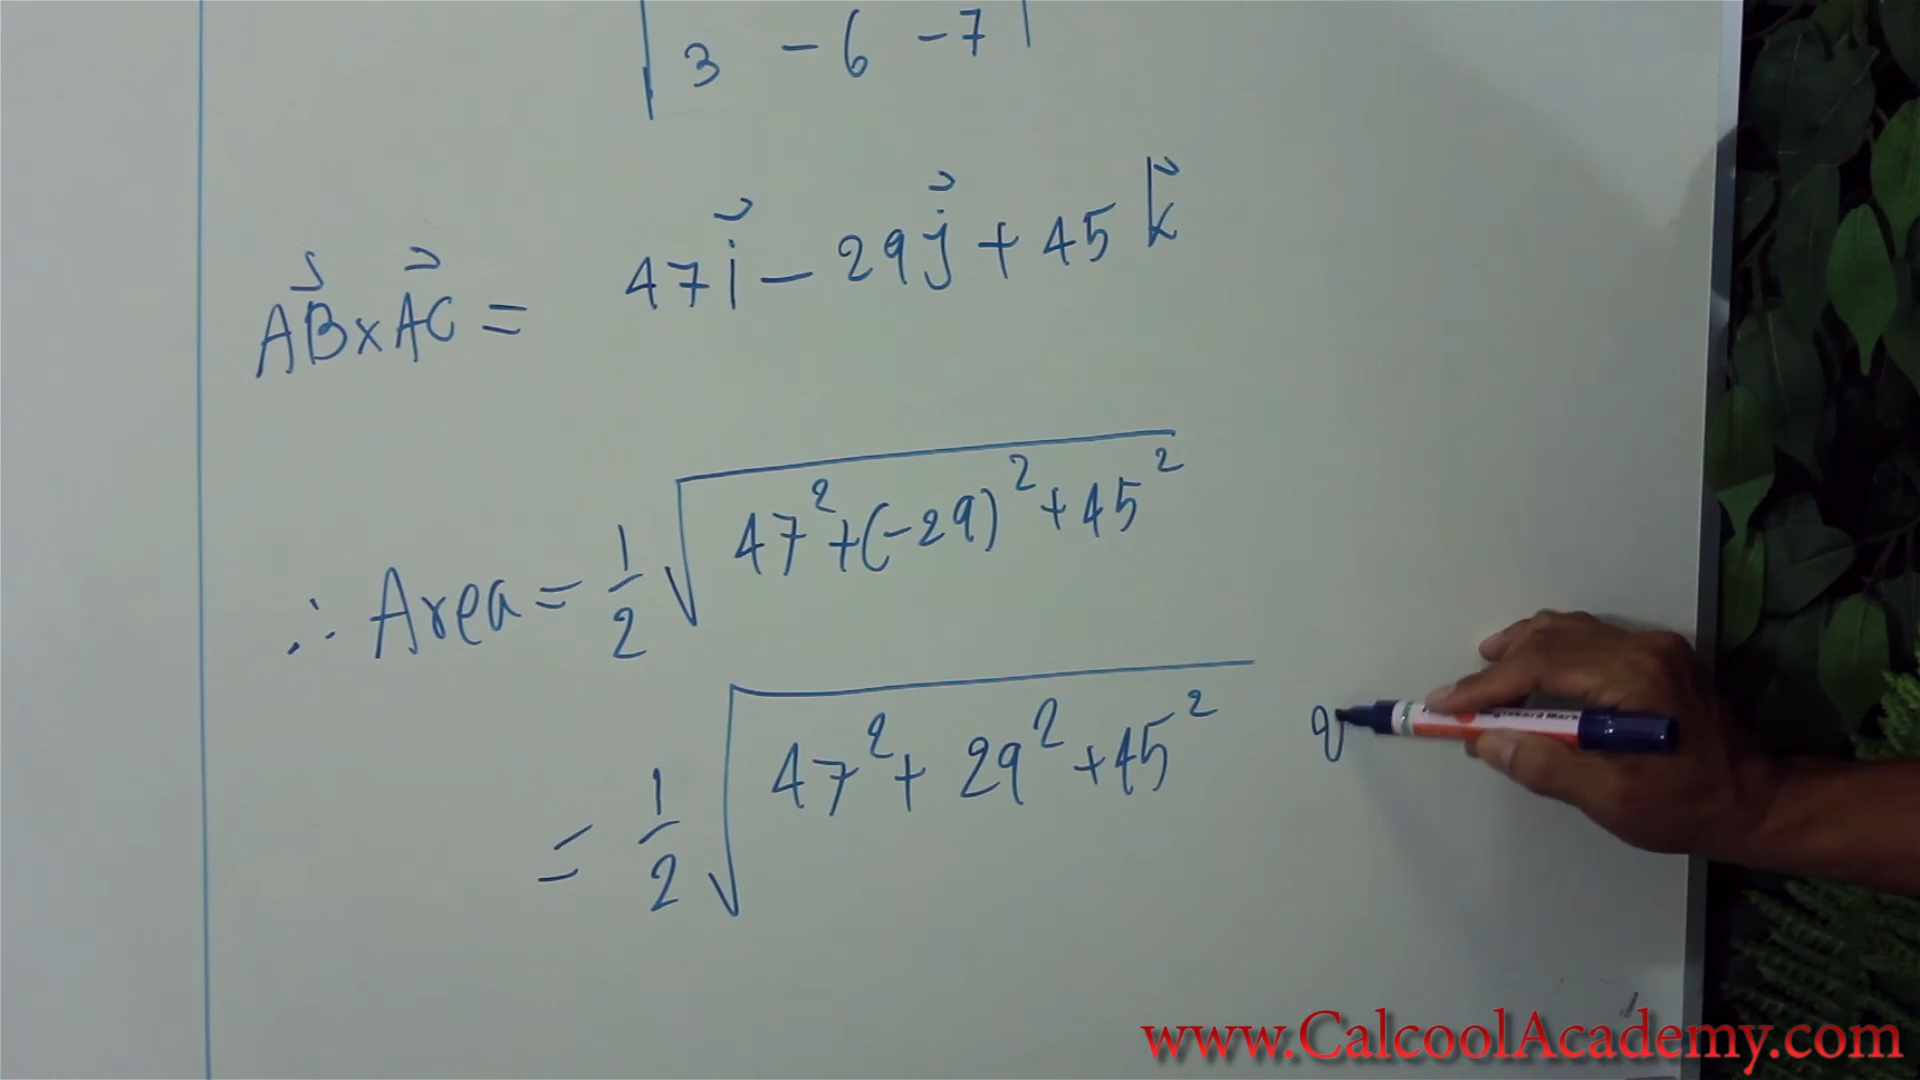 | 3 -6 -7 |
AB⃗ x AC⃗ = 47i⃗ - 29j⃗ + 45k⃗
∴ Area = 1/2 √(47² + (-29)² + 45²)
= 1/2 √(47² + 29² + 45²)
www.CalcoolAcademy.com